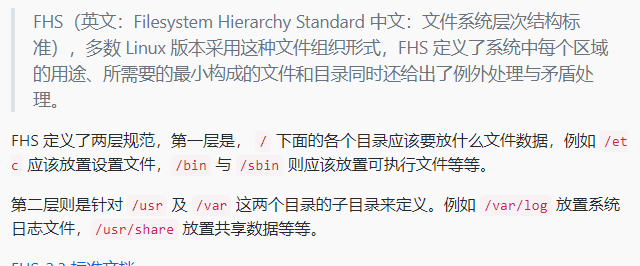 FHS（英文：Filesystem Hierarchy Standard 中文：文件系统层次结构标
准），多数 Linux 版本采用这种文件组织形式，FHS 定义了系统中每个区域
的用途、所需要的最小构成的文件和目录同时还给出了例外处理与矛盾处
理。
FHS 定义了两层规范，第一层是， / 下面的各个目录应该要放什么文件数据，例如 /et
c 应该放置设置文件，/bin 与 /sbin 则应该放置可执行文件等等。
第二层则是针对 /usr 及 /var 这两个目录的子目录来定义。例如 /var/log 放置系统
日志文件，/usr/share 放置共享数据等等。
FHS_2.3 标准文档